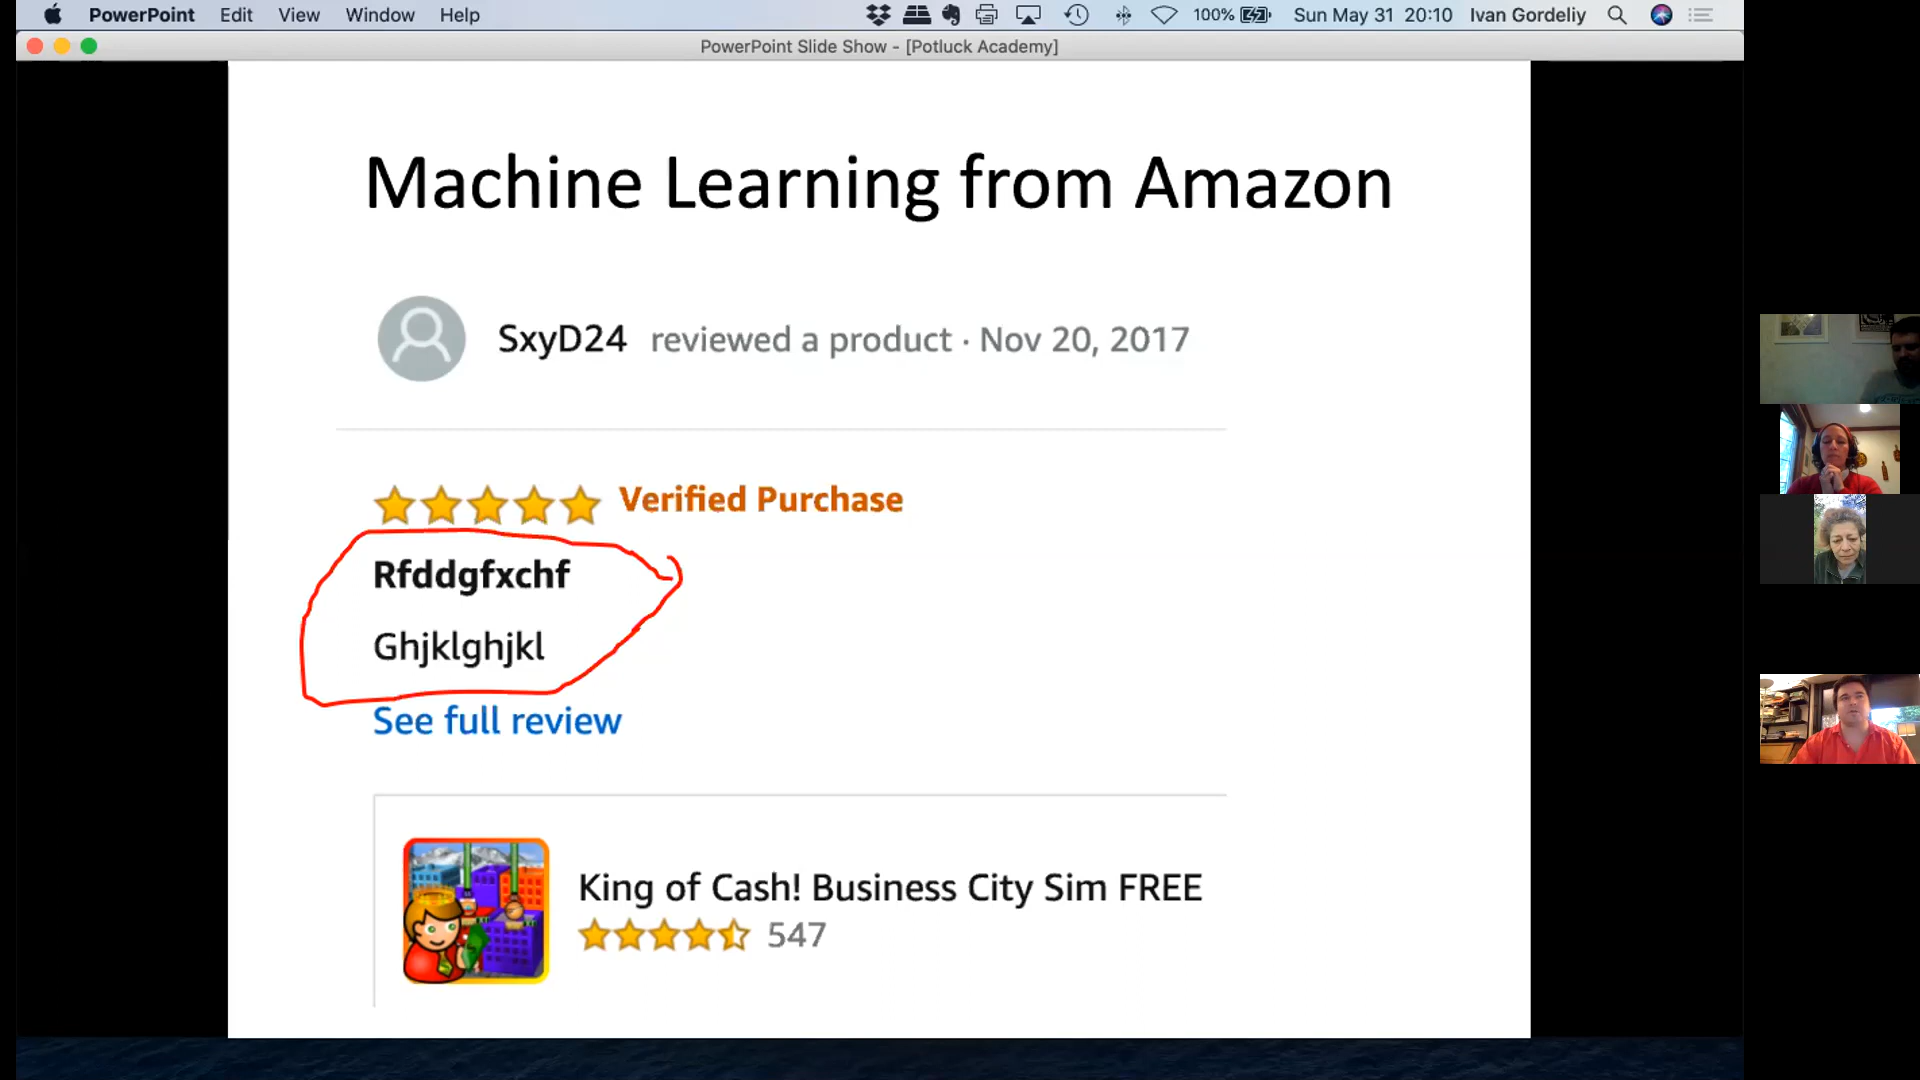 PowerPoint Edit View Window Help 100% Sun May 31 20:10 Ivan Gordeliy
PowerPoint Slide Show - [Potluck Academy]
Machine Learning from Amazon
SxyD24 reviewed a product · Nov 20, 2017
Verified Purchase
Rfddgfxchf
Ghjklghjkl
See full review
King of Cash! Business City Sim FREE
547